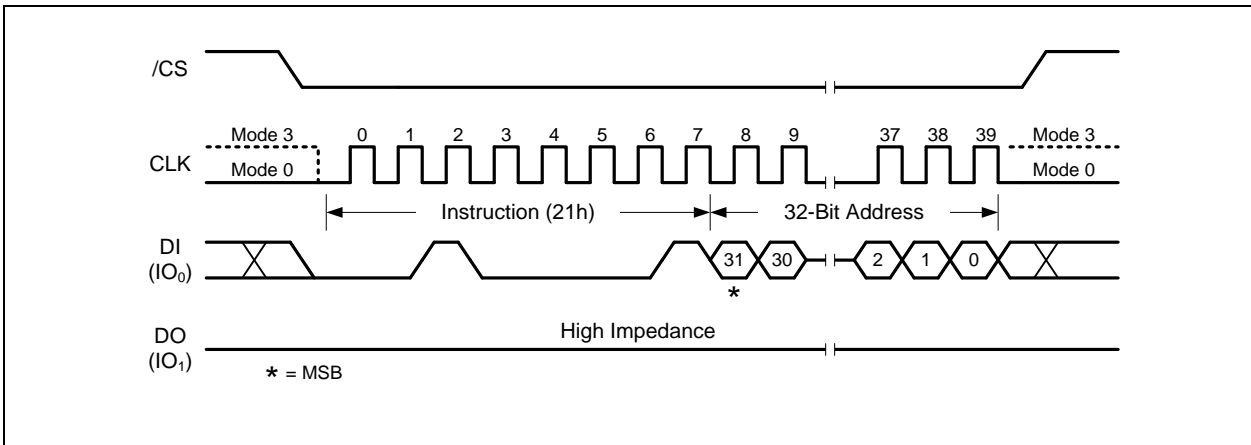 /CS
Mode 3 0 1 2 3 4 5 6 7 8 9 37 38 39 Mode 3
CLK
Mode 0 Mode 0
Instruction (21h) 32-Bit Address
DI
(IO₀)
31 30 2 1 0
*
High Impedance
DO
(IO₁)
* = MSB